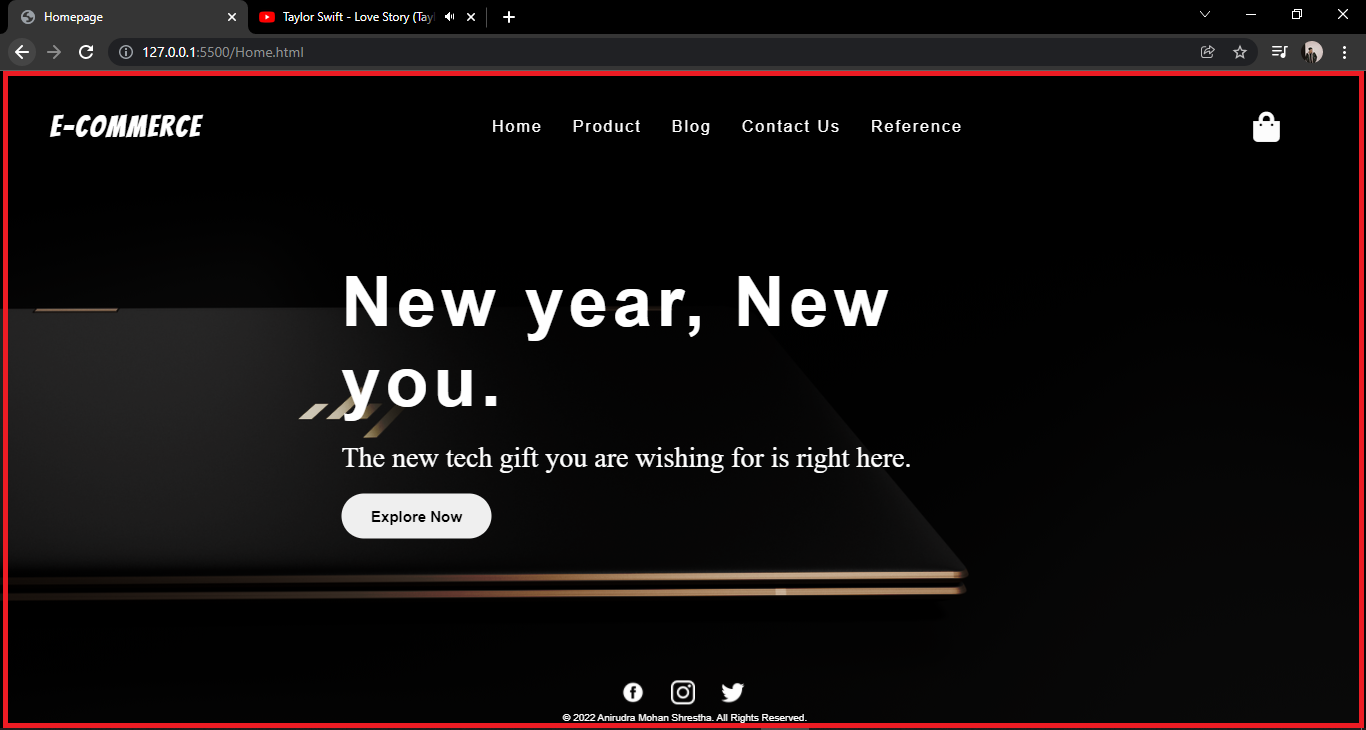 Homepage
Taylor Swift - Love Story (Tay
127.0.0.1:5500/Home.html
E-COMMERCE
Home Product Blog Contact Us Reference
New year, New
you.
The new tech gift you are wishing for is right here.
Explore Now
© 2022 Anirudra Mohan Shrestha. All Rights Reserved.